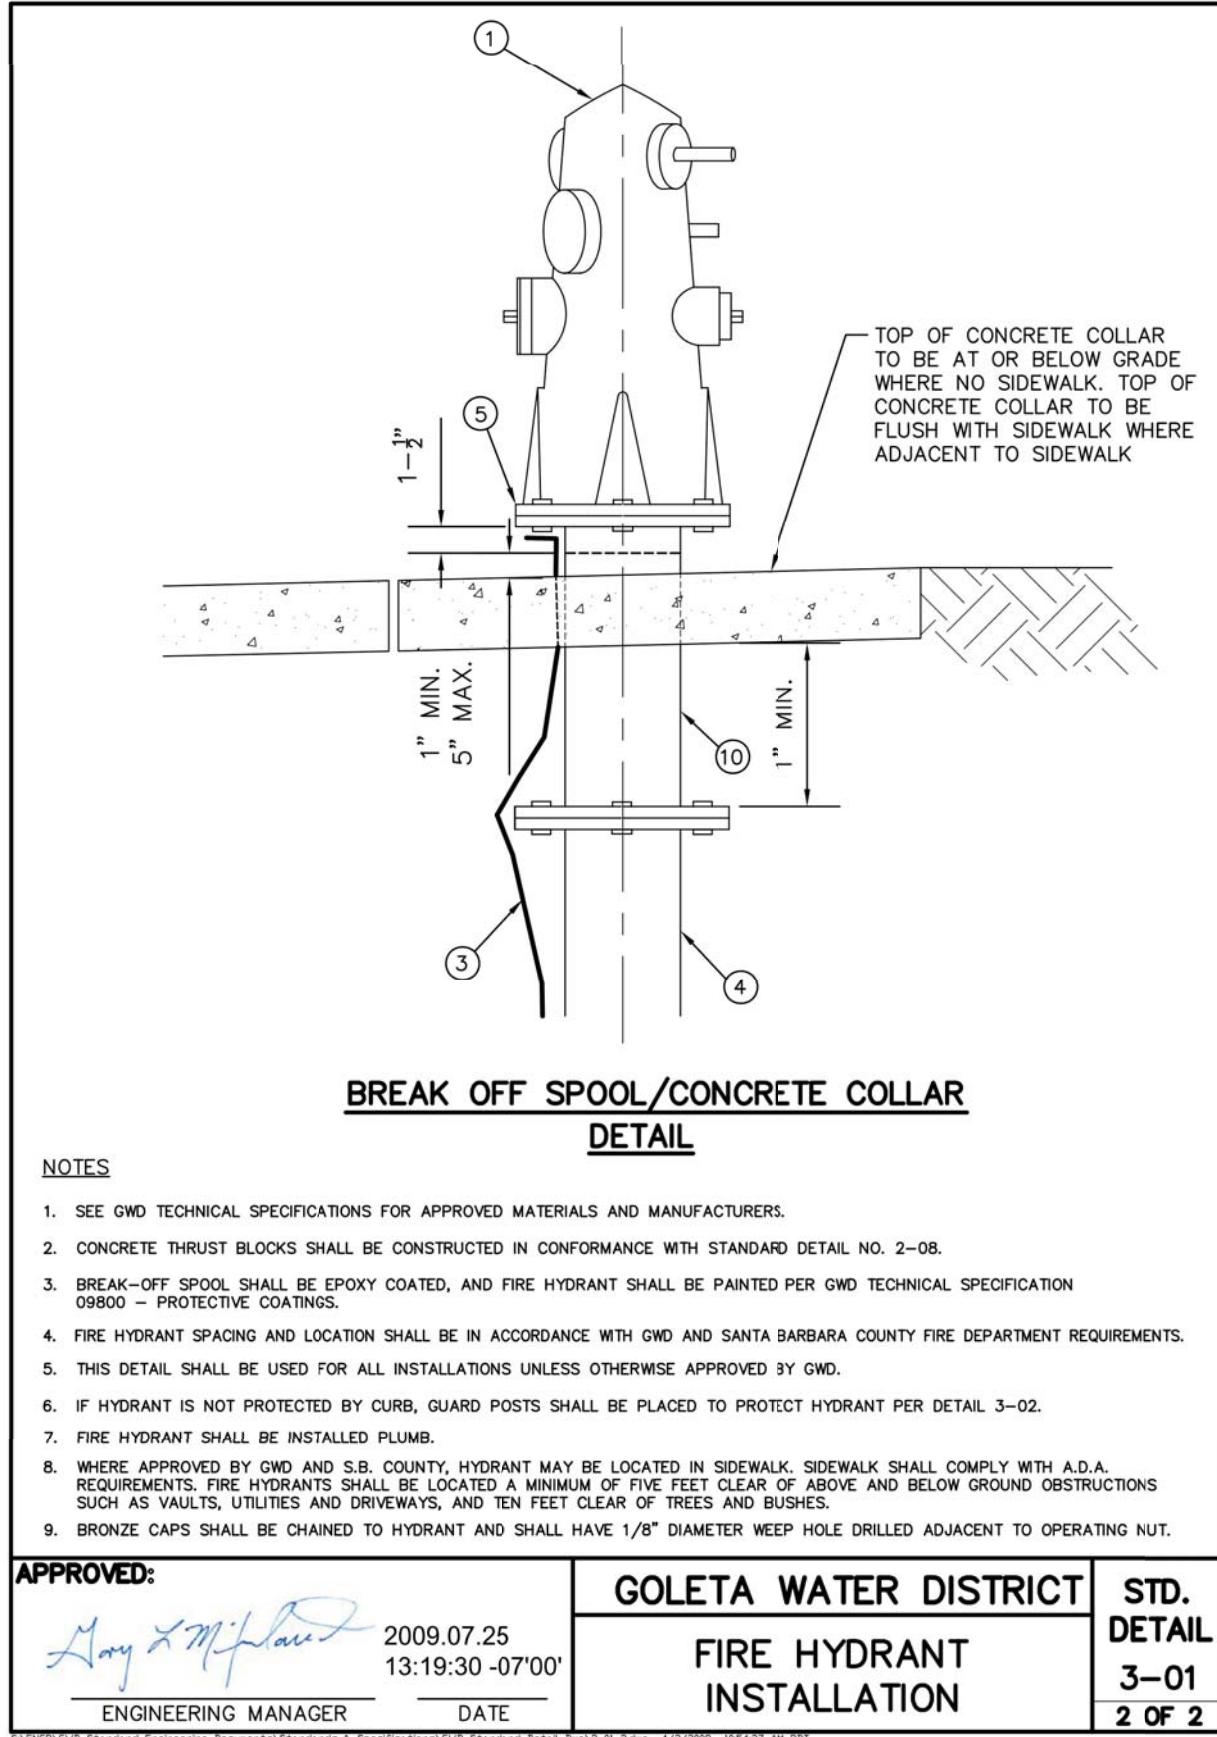 1
TOP OF CONCRETE COLLAR
TO BE AT OR BELOW GRADE
WHERE NO SIDEWALK. TOP OF
CONCRETE COLLAR TO BE
FLUSH WITH SIDEWALK WHERE
ADJACENT TO SIDEWALK
5
1-1/2"
1" MIN.
5" MAX.
10
1" MIN.
3
4
BREAK OFF SPOOL/CONCRETE COLLAR
DETAIL
NOTES
1. SEE GWD TECHNICAL SPECIFICATIONS FOR APPROVED MATERIALS AND MANUFACTURERS.
2. CONCRETE THRUST BLOCKS SHALL BE CONSTRUCTED IN CONFORMANCE WITH STANDARD DETAIL NO. 2-08.
3. BREAK-OFF SPOOL SHALL BE EPOXY COATED, AND FIRE HYDRANT SHALL BE PAINTED PER GWD TECHNICAL SPECIFICATION
09800 - PROTECTIVE COATINGS.
4. FIRE HYDRANT SPACING AND LOCATION SHALL BE IN ACCORDANCE WITH GWD AND SANTA BARBARA COUNTY FIRE DEPARTMENT REQUIREMENTS.
5. THIS DETAIL SHALL BE USED FOR ALL INSTALLATIONS UNLESS OTHERWISE APPROVED BY GWD.
6. IF HYDRANT IS NOT PROTECTED BY CURB, GUARD POSTS SHALL BE PLACED TO PROTECT HYDRANT PER DETAIL 3-02.
7. FIRE HYDRANT SHALL BE INSTALLED PLUMB.
8. WHERE APPROVED BY GWD AND S.B. COUNTY, HYDRANT MAY BE LOCATED IN SIDEWALK. SIDEWALK SHALL COMPLY WITH A.D.A.
REQUIREMENTS. FIRE HYDRANTS SHALL BE LOCATED A MINIMUM OF FIVE FEET CLEAR OF ABOVE AND BELOW GROUND OBSTRUCTIONS
SUCH AS VAULTS, UTILITIES AND DRIVEWAYS, AND TEN FEET CLEAR OF TREES AND BUSHES.
9. BRONZE CAPS SHALL BE CHAINED TO HYDRANT AND SHALL HAVE 1/8" DIAMETER WEEP HOLE DRILLED ADJACENT TO OPERATING NUT.
APPROVED:
2009.07.25
13:19:30 -07'00'
ENGINEERING MANAGER
DATE
GOLETA WATER DISTRICT
FIRE HYDRANT
INSTALLATION
STD.
DETAIL
3-01
2 OF 2